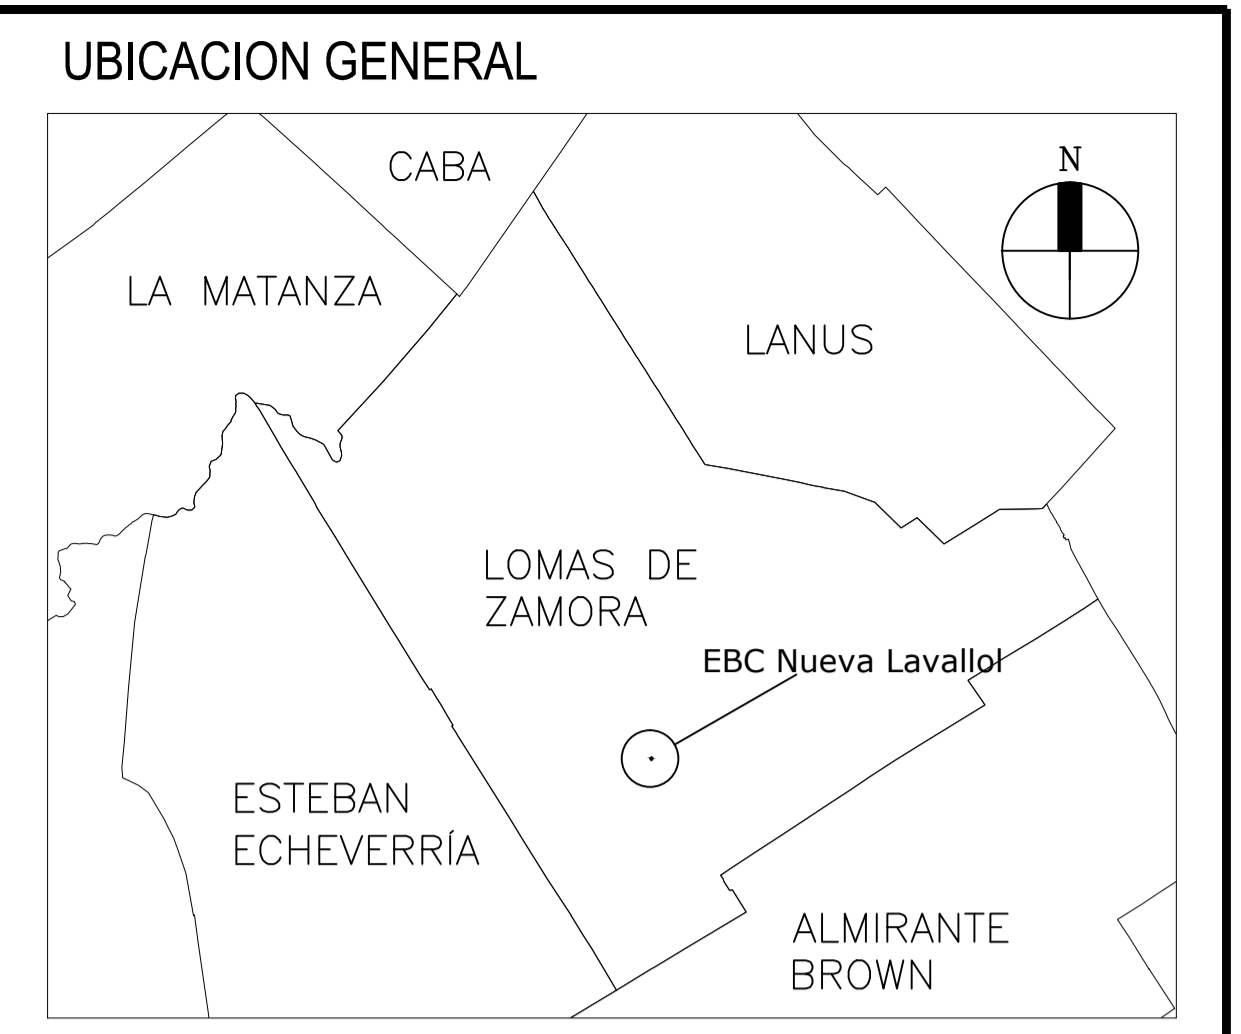 UBICACION GENERAL
CABA
N
LA MATANZA
LANUS
LOMAS DE
ZAMORA
EBC Nueva Lavallol
ESTEBAN
ECHEVERRÍA
ALMIRANTE
BROWN